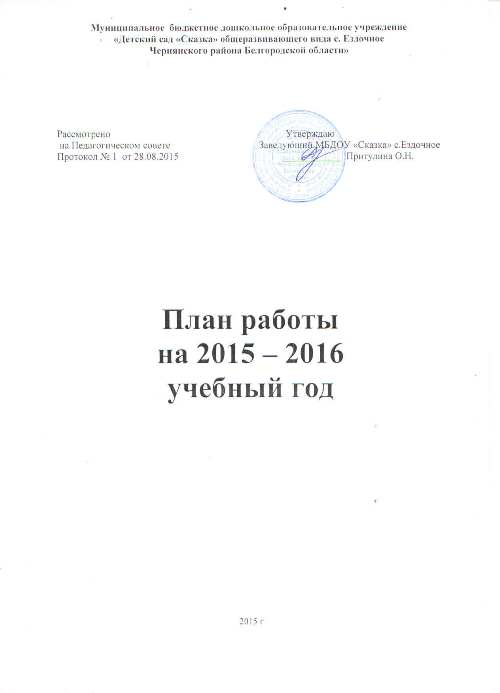 Муниципальное бюджетное дошкольное образовательное учреждение
«Детский сад «Сказка» общеразвивающего вида с. Ездочное
Чернянского района Белгородской области»
Рассмотрено
на Педагогическом совете
Протокол № 1 от 28.08.2015
Утверждаю
Заведующий МБДОУ «Сказка» с.Ездочное
Притулина О.Н.
План работы
на 2015 – 2016
учебный год
2015 г